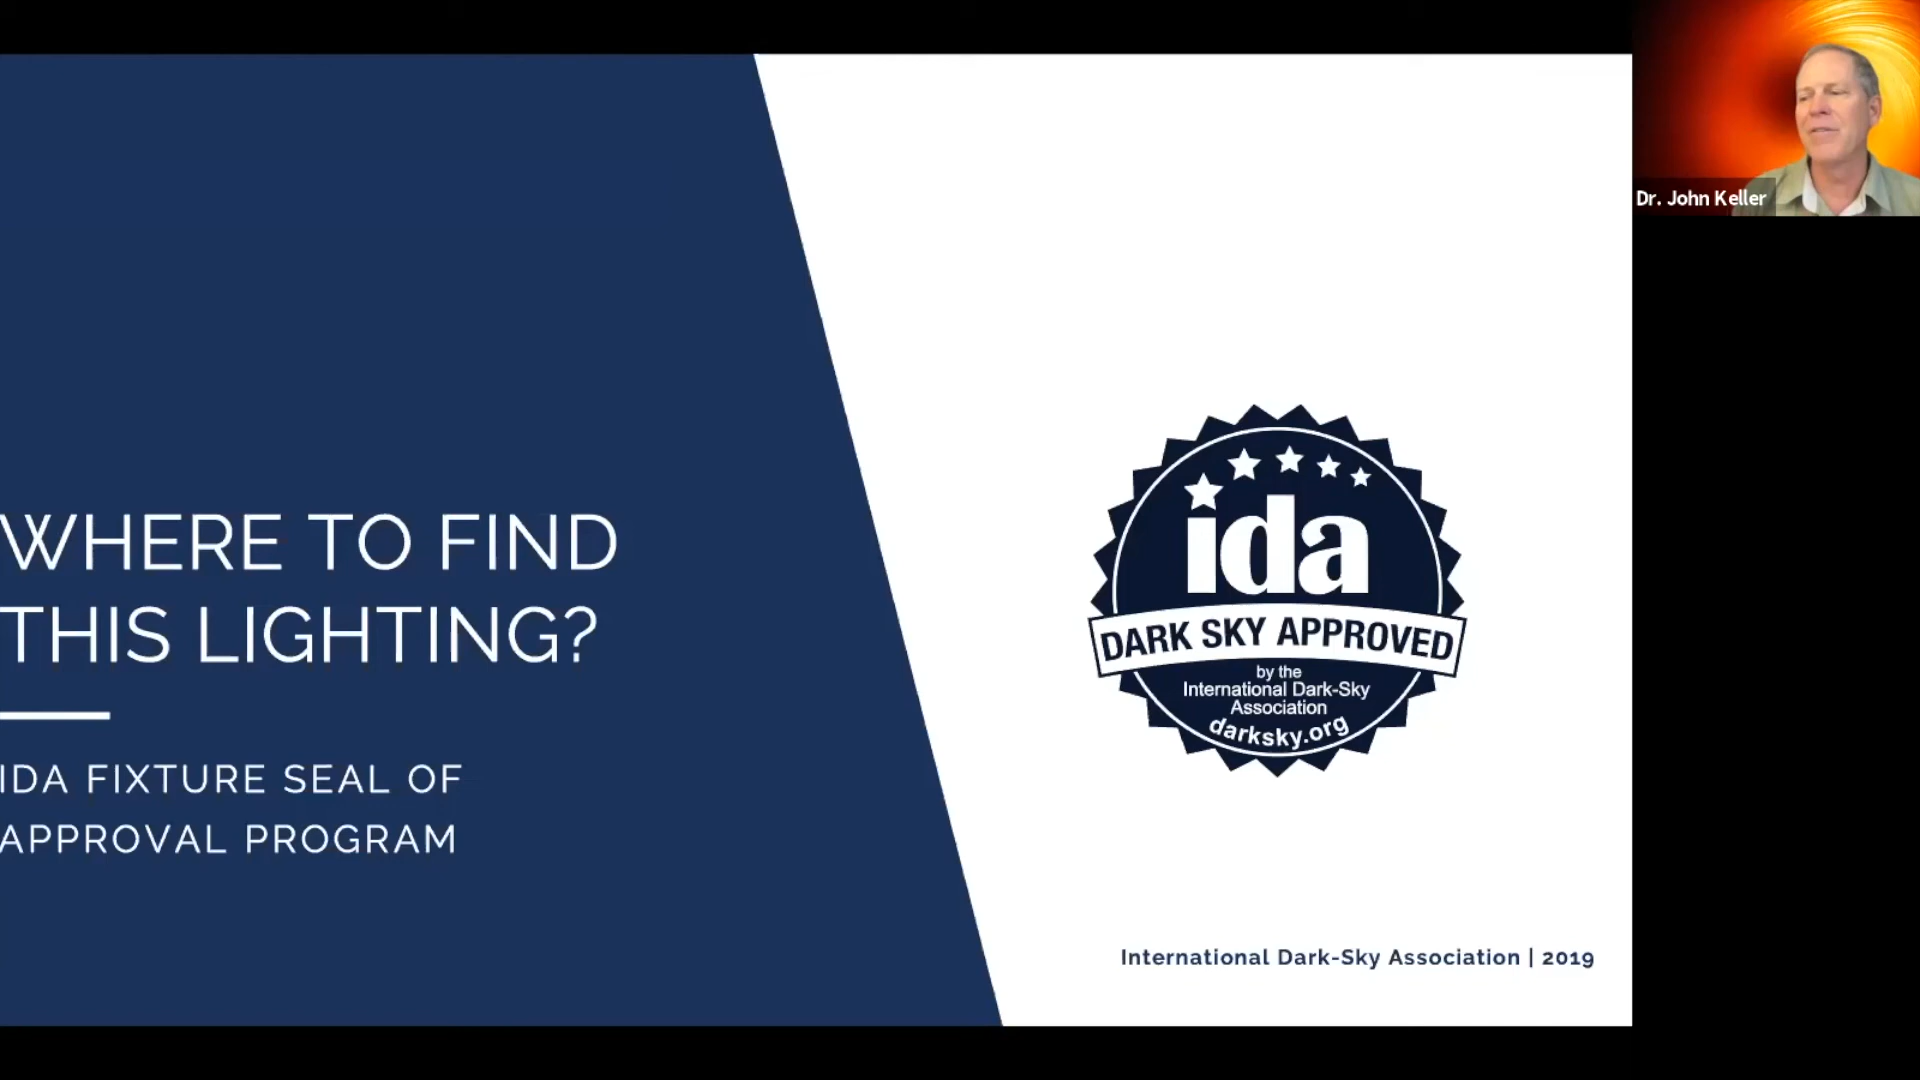 WHERE TO FIND
THIS LIGHTING?
IDA FIXTURE SEAL OF
APPROVAL PROGRAM
ida
DARK SKY APPROVED
by the
International Dark-Sky
Association
darksky.org
International Dark-Sky Association | 2019
Dr. John Keller